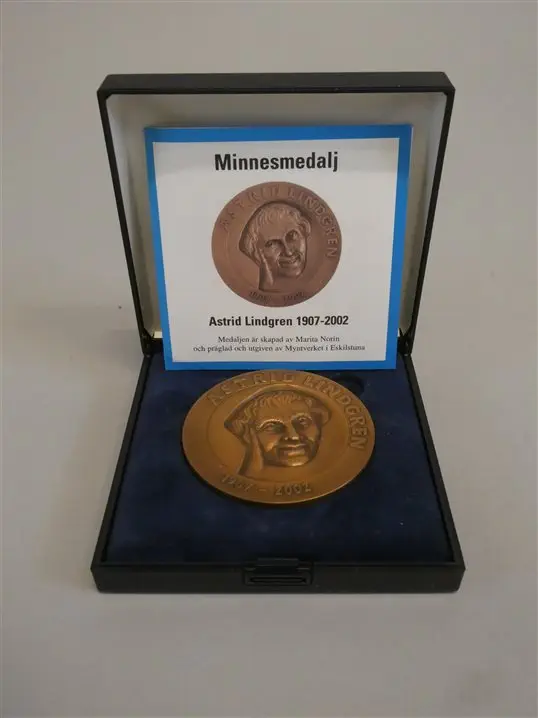 Minnesmedalj
ASTRID LINDGREN
Astrid Lindgren 1907-2002
Medaljen är skapad av Marita Norin
och präglad och utgiven av Myntverket i Eskilstuna
ASTRID LINDGREN
1907 - 2002